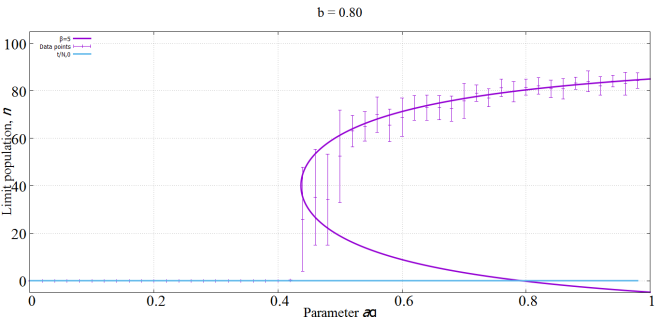 b = 0.80
100
80
60
40
20
0
Limit population, n
β=5
Data points
t/N,0
0
0.2
0.4
0.6
0.8
1
Parameter a